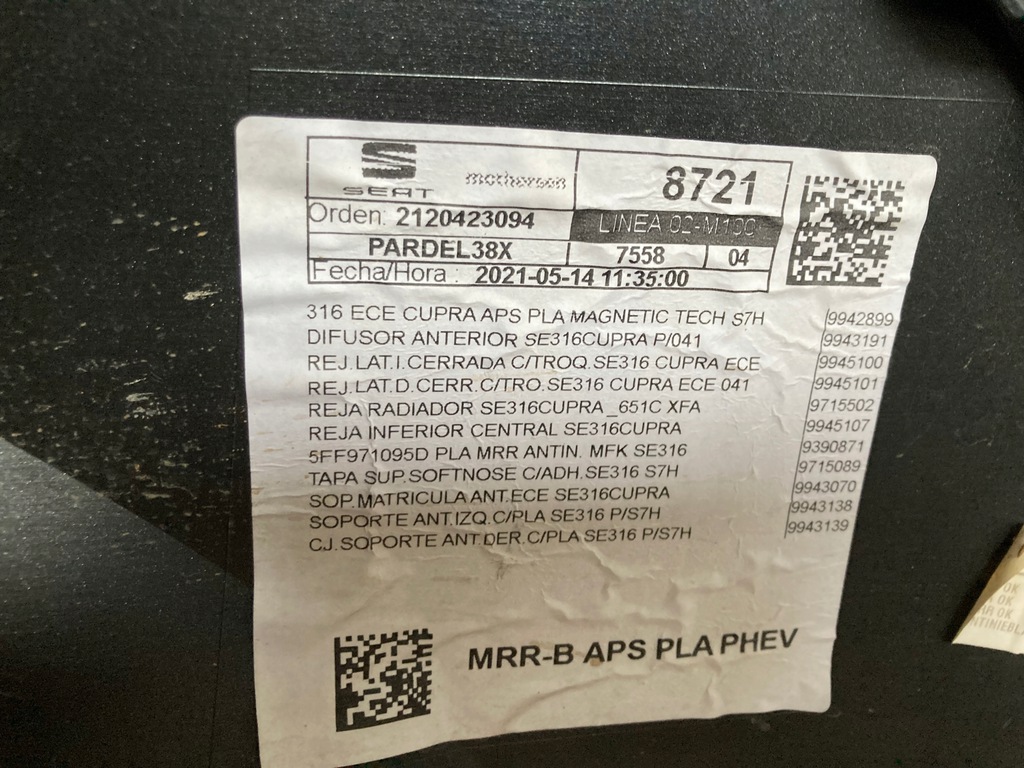 SEAT
motherson
8721
Orden: 2120423094
LINEA 02-M100
PARDEL38X
7558
04
Fecha/Hora : 2021-05-14 11:35:00
316 ECE CUPRA APS PLA MAGNETIC TECH S7H 9942899
DIFUSOR ANTERIOR SE316CUPRA P/041 9943191
REJ.LAT.I.CERRADA C/TROQ.SE316 CUPRA ECE 9945100
REJ.LAT.D.CERR.C/TRO.SE316 CUPRA ECE 041 9945101
REJA RADIADOR SE316CUPRA_651C XFA 9715502
REJA INFERIOR CENTRAL SE316CUPRA 9945107
5FF971095D PLA MRR ANTIN. MFK SE316 9390871
TAPA SUP.SOFTNOSE C/ADH.SE316 S7H 9715089
SOP.MATRICULA ANT.ECE SE316CUPRA 9943070
SOPORTE ANT.IZQ.C/PLA SE316 P/S7H 9943138
CJ.SOPORTE ANT.DER.C/PLA SE316 P/S7H 9943139
MRR-B APS PLA PHEV
OK
OK
OK